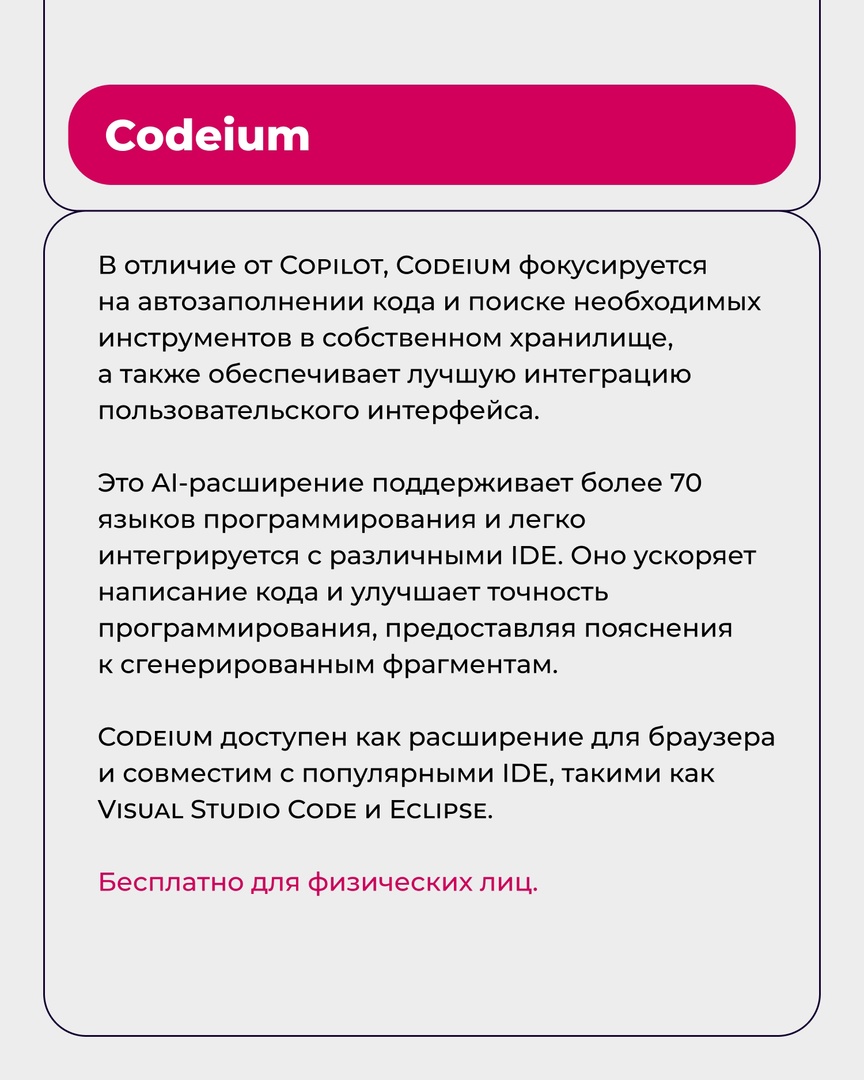 Codeium
В отличие от Copilot, Codeium фокусируется
на автозаполнении кода и поиске необходимых
инструментов в собственном хранилище,
а также обеспечивает лучшую интеграцию
пользовательского интерфейса.
Это AI-расширение поддерживает более 70
языков программирования и легко
интегрируется с различными IDE. Оно ускоряет
написание кода и улучшает точность
программирования, предоставляя пояснения
к сгенерированным фрагментам.
Codeium доступен как расширение для браузера
и совместим с популярными IDE, такими как
Visual Studio Code и Eclipse.
Бесплатно для физических лиц.